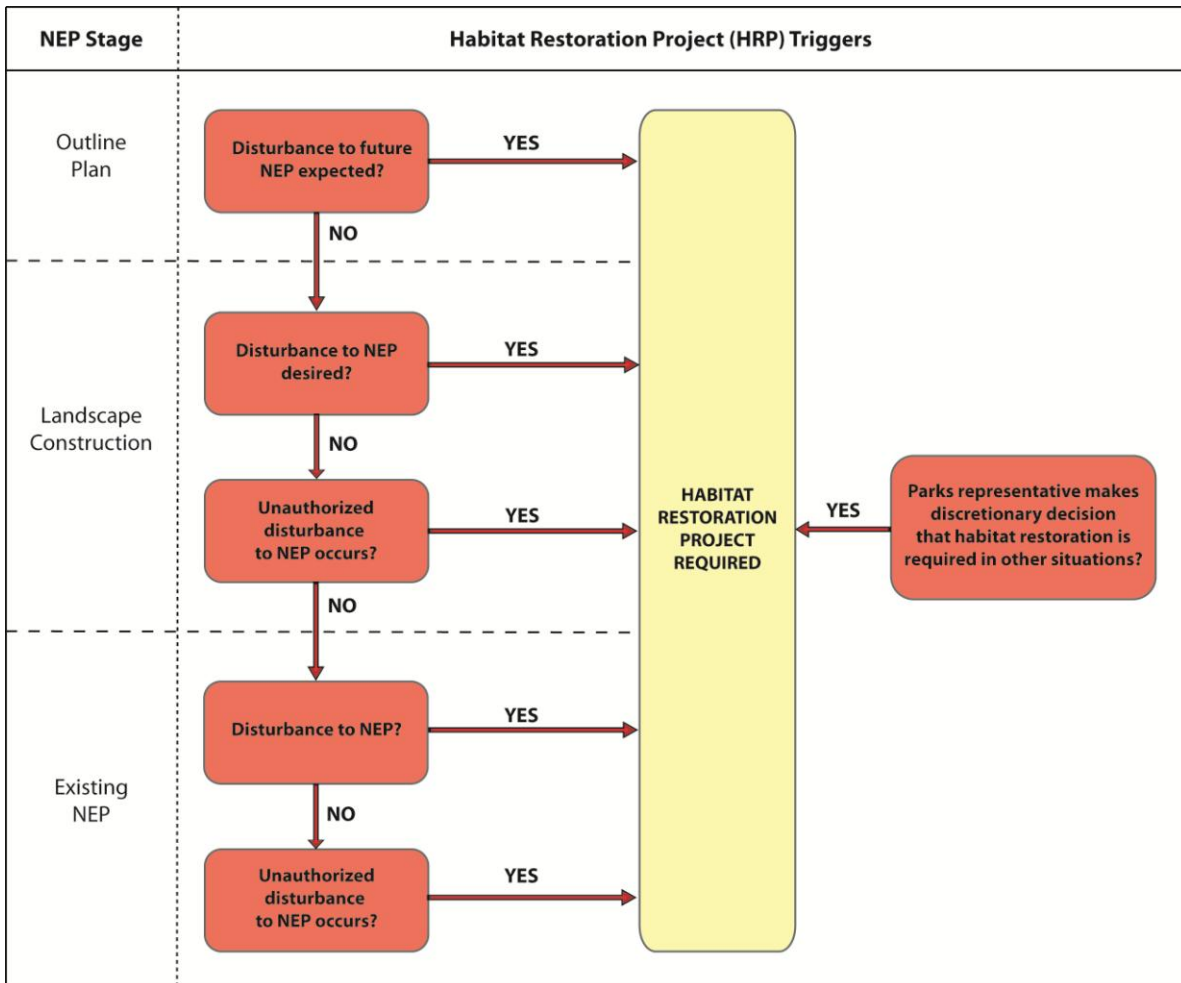 NEP Stage
Habitat Restoration Project (HRP) Triggers
Outline
Plan
Disturbance to future
NEP expected?
YES
NO
Landscape
Construction
Disturbance to NEP
desired?
YES
NO
Unauthorized
disturbance
to NEP occurs?
YES
NO
HABITAT
RESTORATION
PROJECT
REQUIRED
YES
Parks representative makes
discretionary decision
that habitat restoration is
required in other situations?
Existing
NEP
Disturbance to NEP?
YES
NO
Unauthorized
disturbance
to NEP occurs?
YES